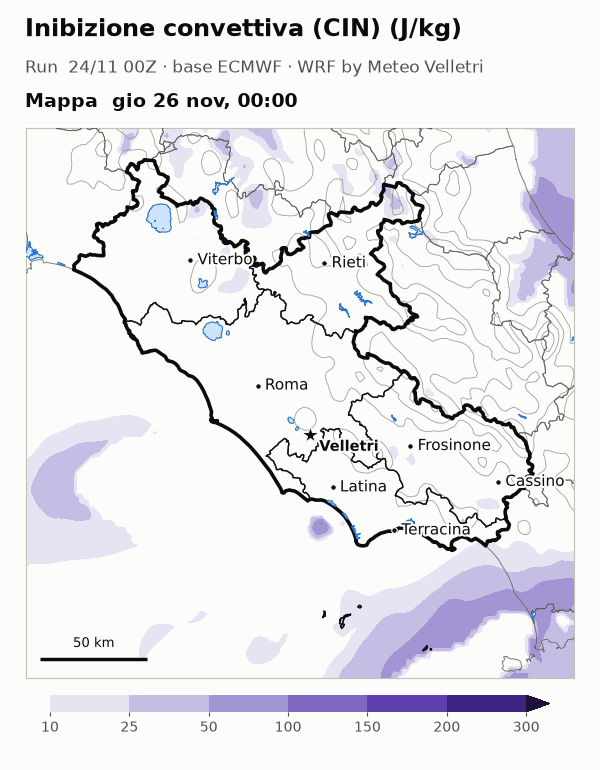 Inibizione convettiva (CIN) (J/kg)
Run  24/11 00Z · base ECMWF · WRF by Meteo Velletri
Mappa  gio 26 nov, 00:00
Viterbo
Rieti
Roma
Velletri
Frosinone
Cassino
Latina
Terracina
50 km
10 25 50 100 150 200 300